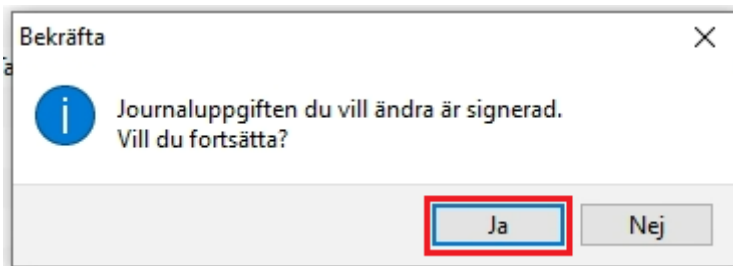 Bekräfta
Journaluppgiften du vill ändra är signerad.
Vill du fortsätta?
Ja
Nej